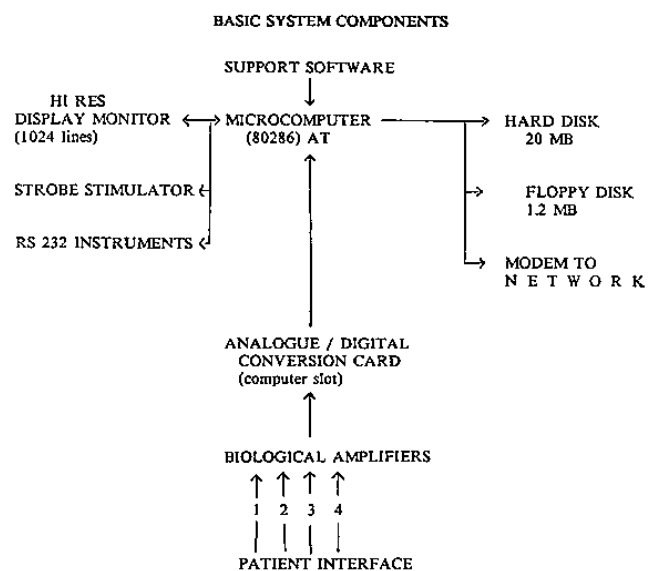 BASIC SYSTEM COMPONENTS
SUPPORT SOFTWARE
HI RES
DISPLAY MONITOR
(1024 lines)
MICROCOMPUTER
(80286) AT
HARD DISK
20 MB
STROBE STIMULATOR
FLOPPY DISK
1.2 MB
RS 232 INSTRUMENTS
MODEM TO
N E T W O R K
ANALOGUE / DIGITAL
CONVERSION CARD
(computer slot)
BIOLOGICAL AMPLIFIERS
1 2 3 4
PATIENT INTERFACE